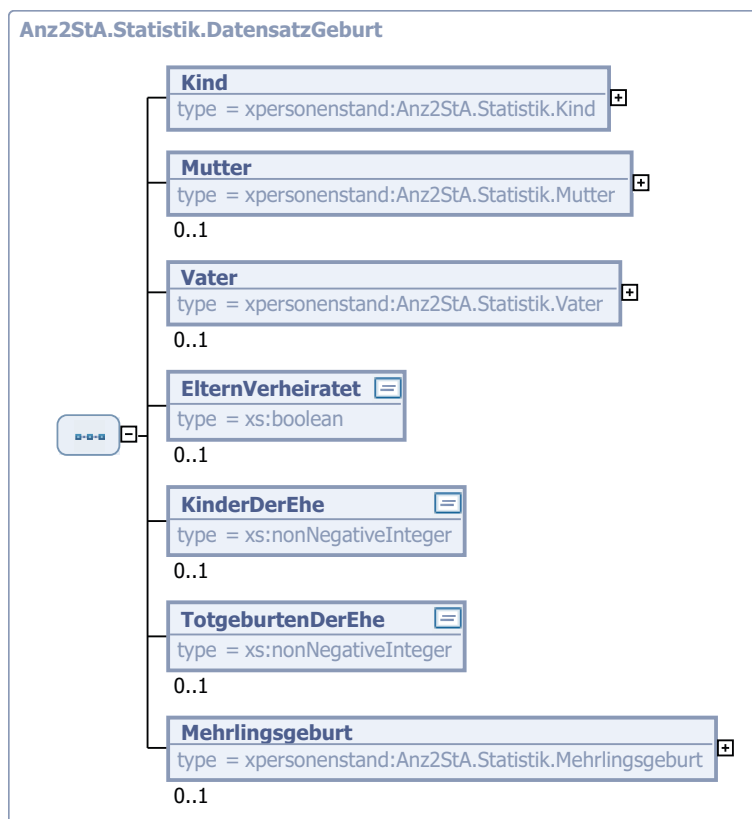 Anz2StA.Statistik.DatensatzGeburt
Kind
type = xpersonenstand:Anz2StA.Statistik.Kind
Mutter
type = xpersonenstand:Anz2StA.Statistik.Mutter
0..1
Vater
type = xpersonenstand:Anz2StA.Statistik.Vater
0..1
ElternVerheiratet
type = xs:boolean
0..1
KinderDerEhe
type = xs:nonNegativeInteger
0..1
TotgeburtenDerEhe
type = xs:nonNegativeInteger
0..1
Mehrlingsgeburt
type = xpersonenstand:Anz2StA.Statistik.Mehrlingsgeburt
0..1